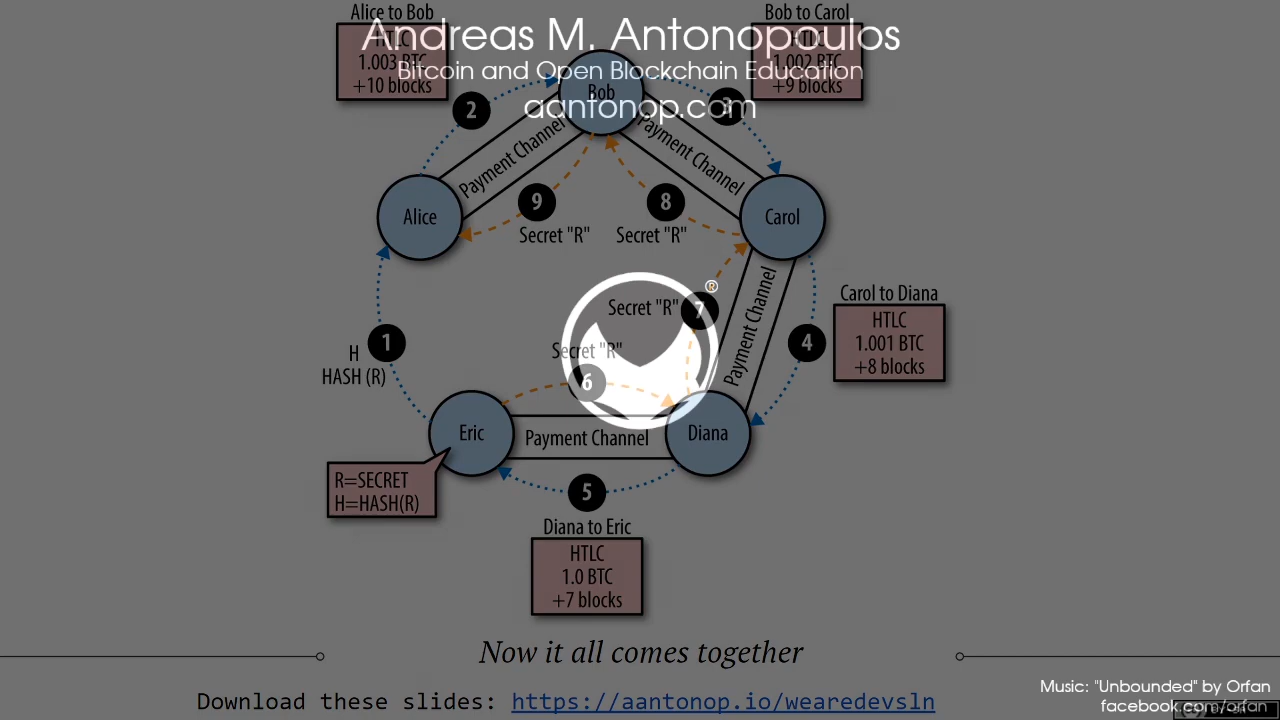 Alice to Bob
HTLC
1.003 BTC
+10 blocks
Bob to Carol
HTLC
1.002 BTC
+9 blocks
Andreas M. Antonopoulos
Bitcoin and Open Blockchain Education
aantonop.com
Bob
2
3
Payment Channel
Payment Channel
Alice
9
8
Carol
Secret "R"
Secret "R"
®
Carol to Diana
HTLC
1.001 BTC
+8 blocks
Secret "R"
7
Payment Channel
4
1
H
HASH (R)
Secret "R"
6
Eric
Payment Channel
Diana
R=SECRET
H=HASH(R)
5
Diana to Eric
HTLC
1.0 BTC
+7 blocks
Now it all comes together
Download these slides: https://aantonop.io/wearedevsln
Music: "Unbounded" by Orfan
facebook.com/orfan